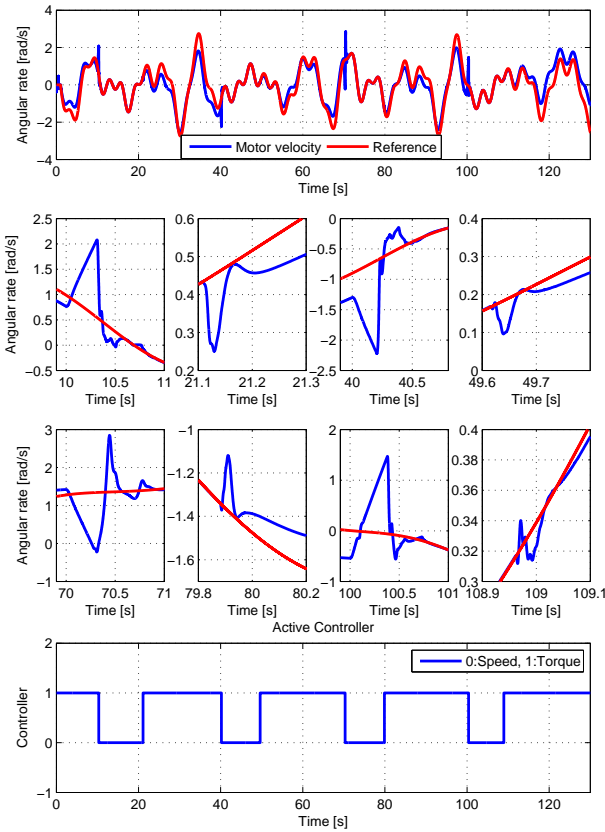 4
2
0
−2
−4
Angular rate [rad/s]
0 20 40 60 80 100 120
Motor velocity Reference
Time [s]
2.5
2
1.5
1
0.5
0
−0.5
Angular rate [rad/s]
10 10.5 11
Time [s]
0.6
0.5
0.4
0.3
0.2
21.1 21.2 21.3
Time [s]
0
−0.5
−1
−1.5
−2
−2.5
40 40.5
Time [s]
0.4
0.3
0.2
0.1
0
49.6 49.7
Time [s]
3
2
1
0
−1
Angular rate [rad/s]
70 70.5 71
Time [s]
−1
−1.2
−1.4
−1.6
79.8 80 80.2
Time [s]
2
1
0
−1
100 100.5 101
Time [s]
0.4
0.38
0.36
0.34
0.32
0.3
108.9 109 109.1
Time [s]
Active Controller
2
1
0
−1
Controller
0:Speed, 1:Torque
0 20 40 60 80 100 120
Time [s]